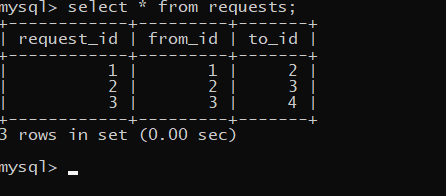 mysql> select * from requests;
+------------+---------+-------+
| request_id | from_id | to_id |
+------------+---------+-------+
|          1 |       1 |     2 |
|          2 |       2 |     3 |
|          3 |       3 |     4 |
+------------+---------+-------+
3 rows in set (0.00 sec)
mysql> _